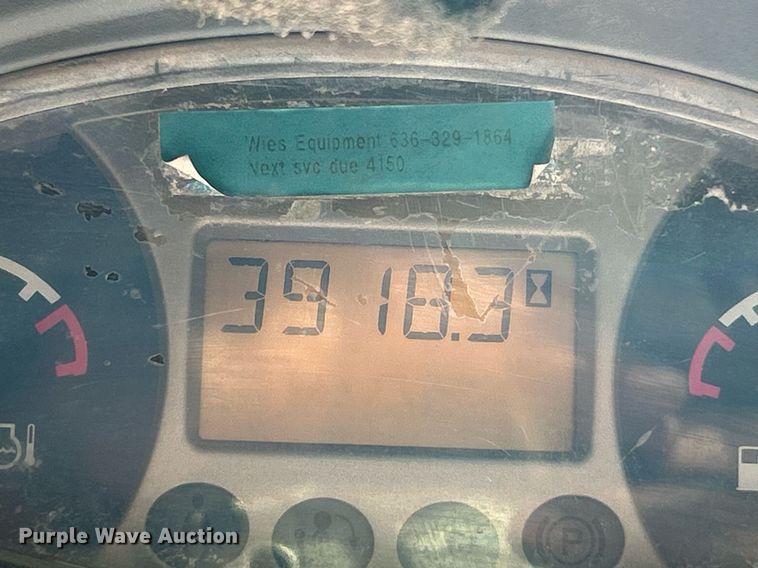 Wies Equipment 636-329-1864
Next svc due 4150
3918.3
P
Purple Wave Auction